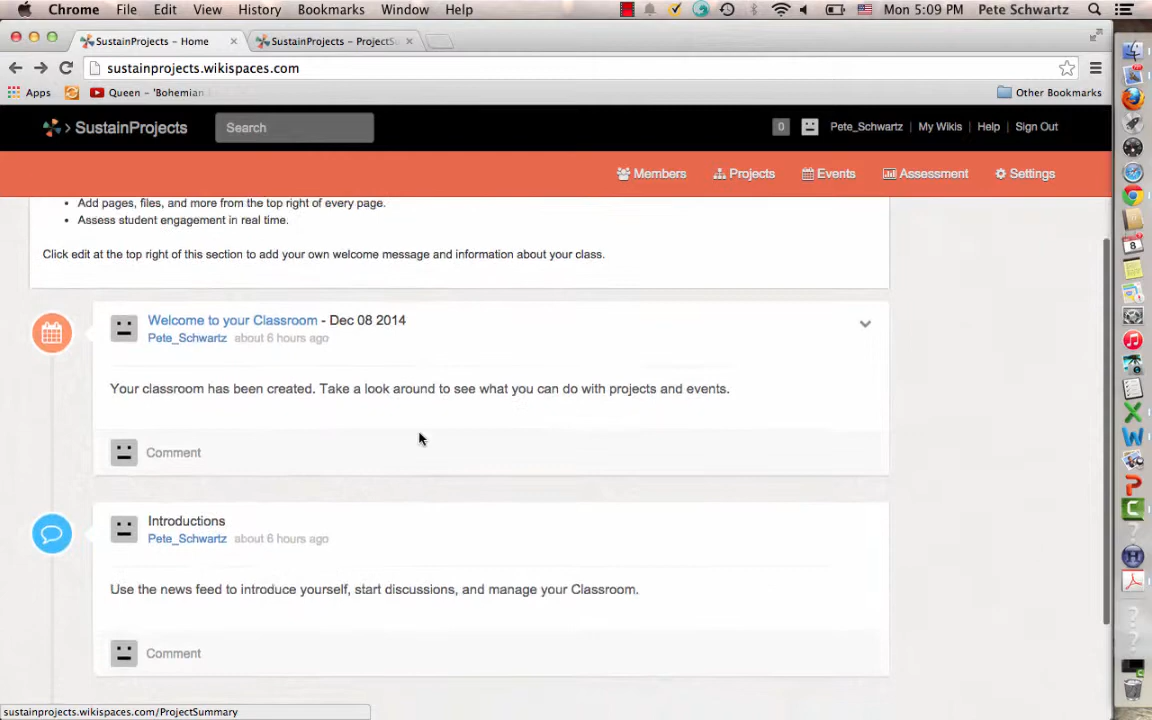 Chrome File Edit View History Bookmarks Window Help Mon 5:09 PM Pete Schwartz
SustainProjects – Home SustainProjects – ProjectSu
sustainprojects.wikispaces.com
Apps Queen - 'Bohemian Other Bookmarks
> SustainProjects Search 0 Pete_Schwartz | My Wikis | Help | Sign Out
Members Projects Events Assessment Settings
• Add pages, files, and more from the top right of every page.
• Assess student engagement in real time.
Click edit at the top right of this section to add your own welcome message and information about your class.
Welcome to your Classroom - Dec 08 2014
Pete_Schwartz about 6 hours ago
Your classroom has been created. Take a look around to see what you can do with projects and events.
Comment
Introductions
Pete_Schwartz about 6 hours ago
Use the news feed to introduce yourself, start discussions, and manage your Classroom.
Comment
sustainprojects.wikispaces.com/ProjectSummary